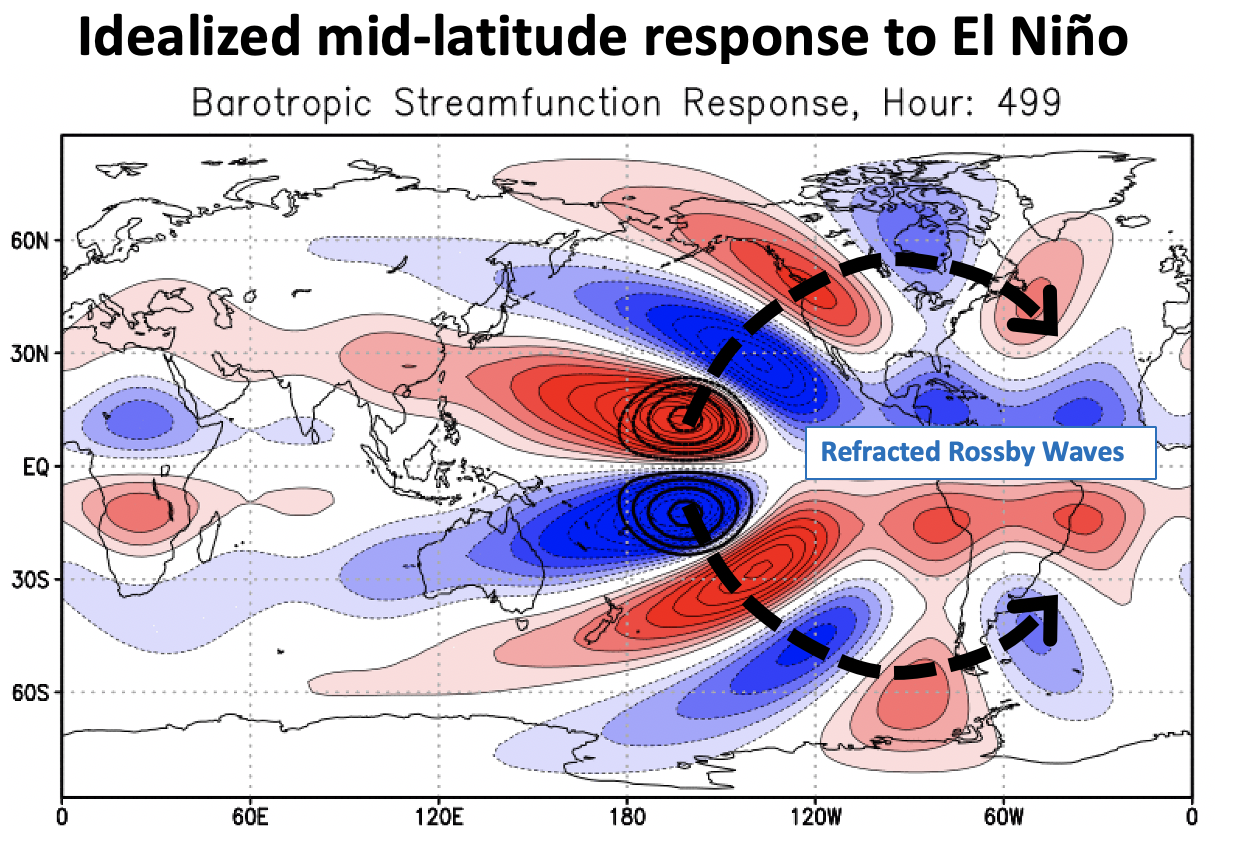 Idealized mid-latitude response to El Niño
Barotropic Streamfunction Response, Hour: 499
60N
30N
EQ
Refracted Rossby Waves
30S
60S
0 60E 120E 180 120W 60W 0